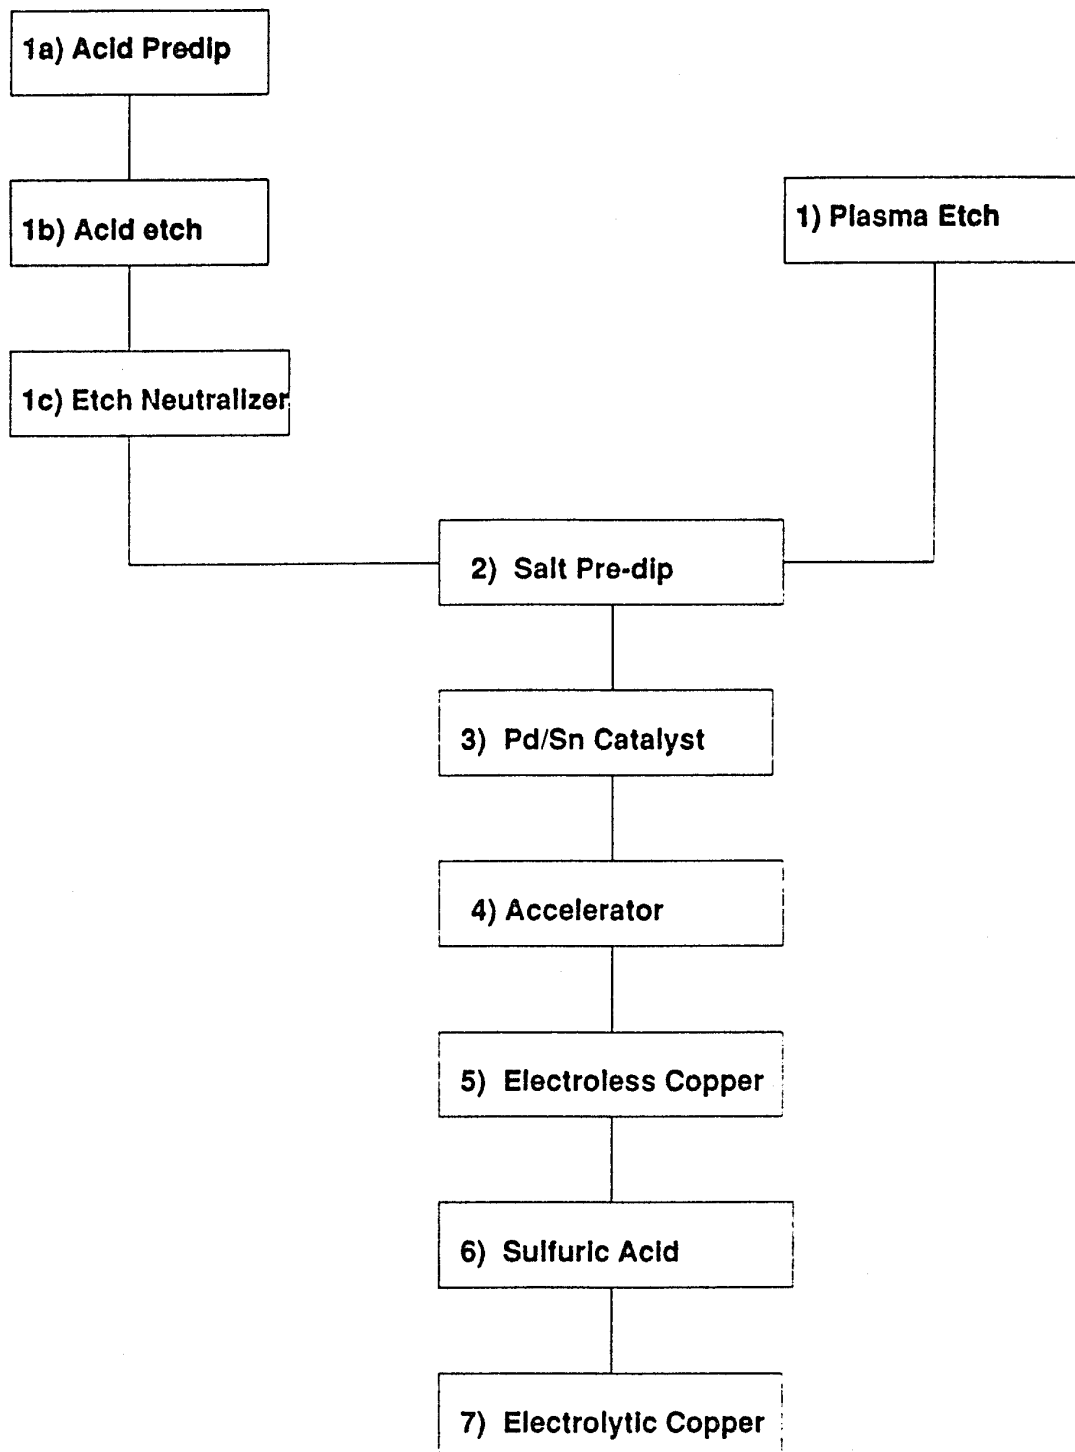 1a) Acid Predip
1b) Acid etch
1) Plasma Etch
1c) Etch Neutralizer
2) Salt Pre-dip
3) Pd/Sn Catalyst
4) Accelerator
5) Electroless Copper
6) Sulfuric Acid
7) Electrolytic Copper